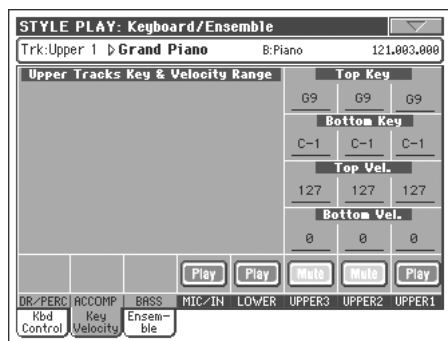 STYLE PLAY: Keyboard/Ensemble
Trk:Upper 1 ▷Grand Piano B:Piano 121.003.000
Upper Tracks Key & Velocity Range
Top Key
G9 G9 G9
Bottom Key
C-1 C-1 C-1
Top Vel.
127 127 127
Bottom Vel.
0 0 0
Play Play Mute Mute Play
DR/PERC ACCOMP BASS MIC/IN LOWER UPPER3 UPPER2 UPPER1
Kbd Control
Key Velocity
Ensem-ble